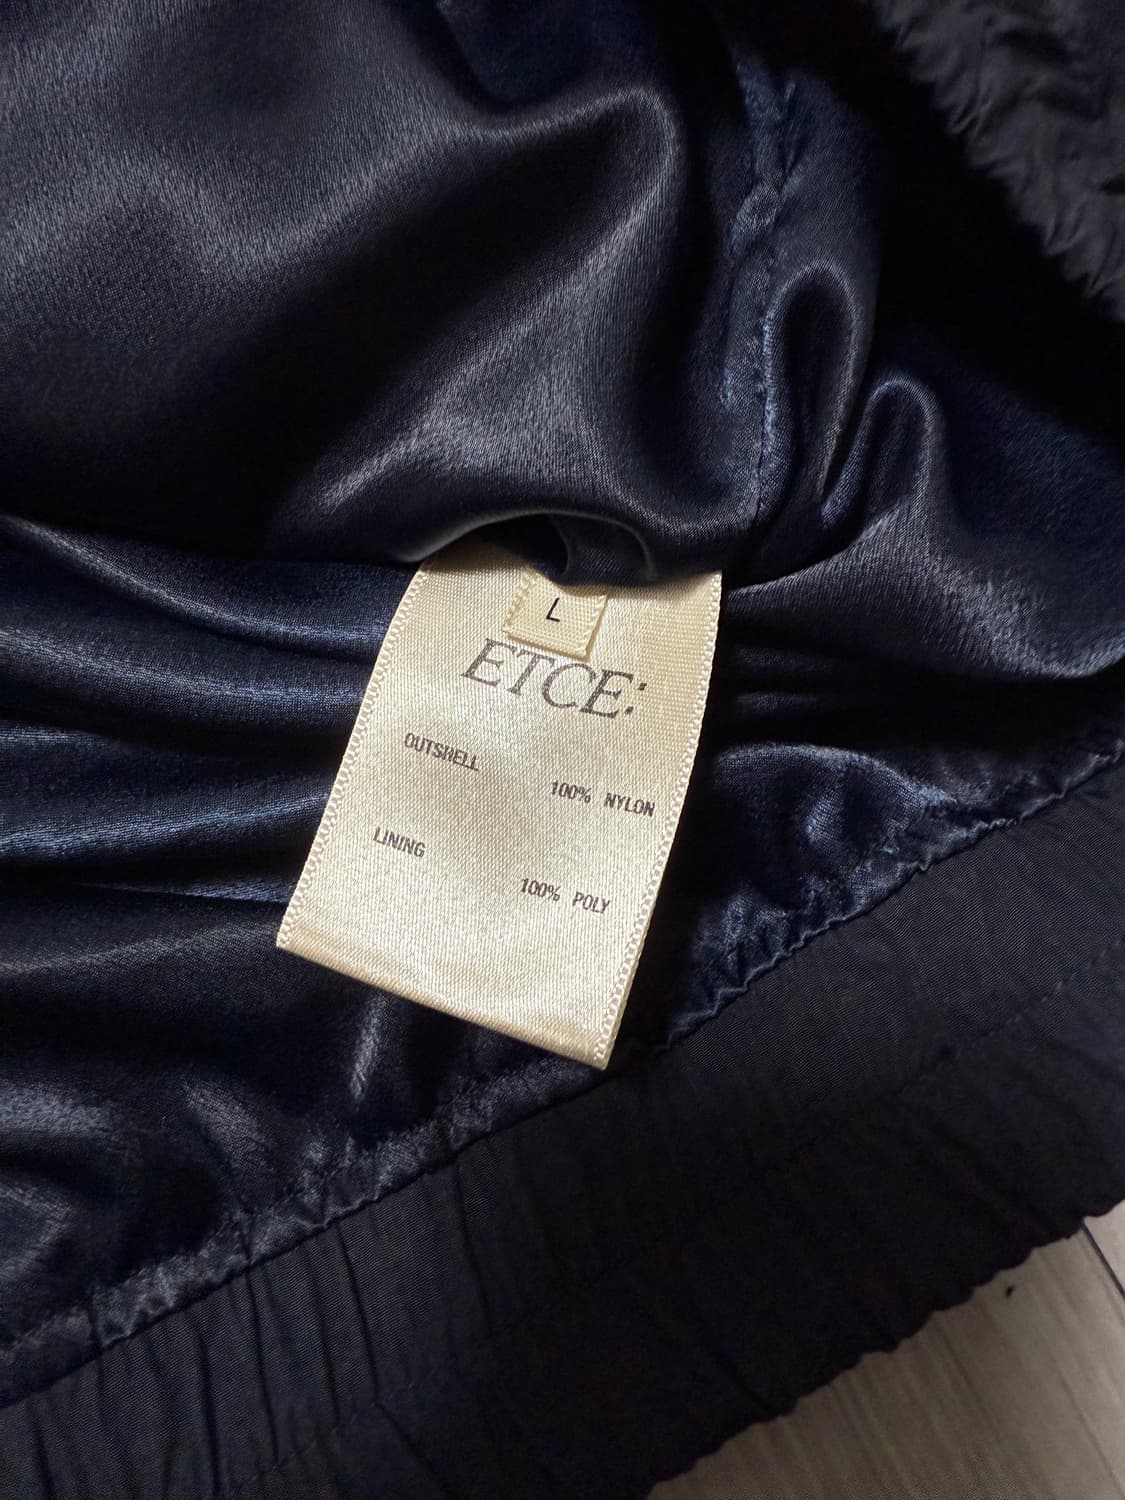 L
ETCE:
OUTSHELL
100% NYLON
LINING
100% POLY